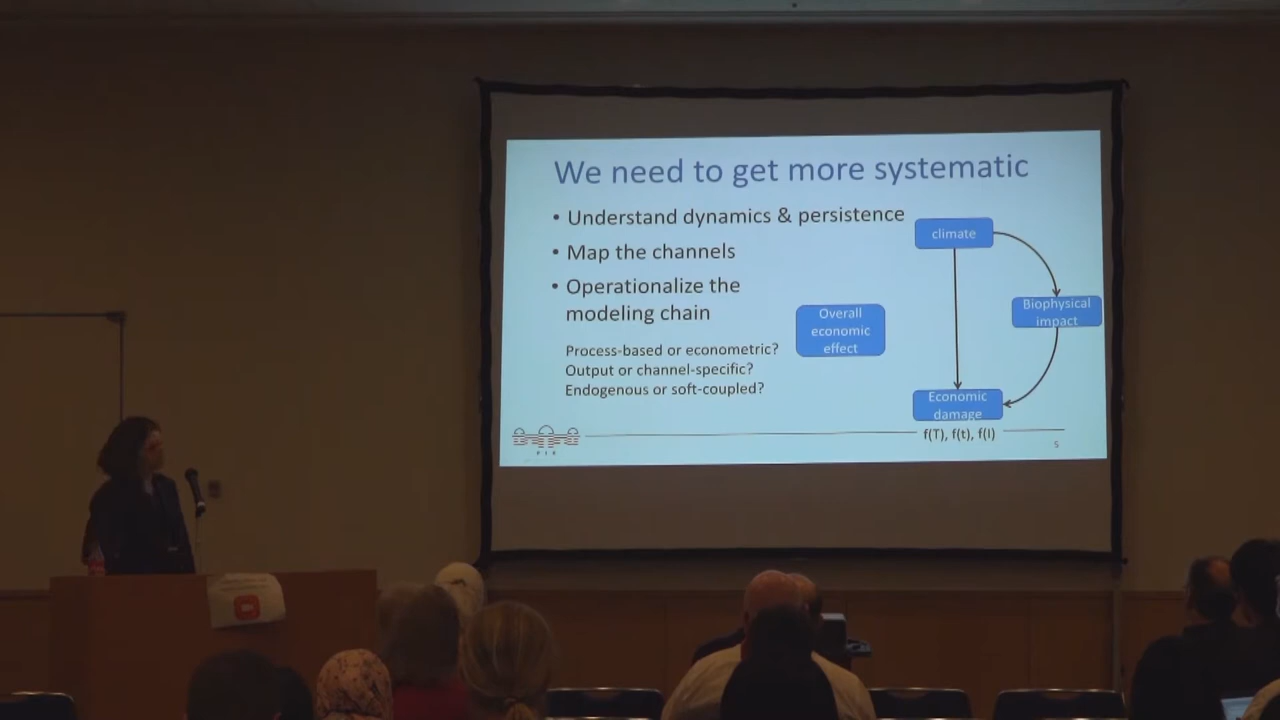 We need to get more systematic
• Understand dynamics & persistence
• Map the channels
• Operationalize the
modeling chain
Process-based or econometric?
Output or channel-specific?
Endogenous or soft-coupled?
Overall
economic
effect
climate
Biophysical
impact
Economic
damage
f(T), f(t), f(I)
P I K
5